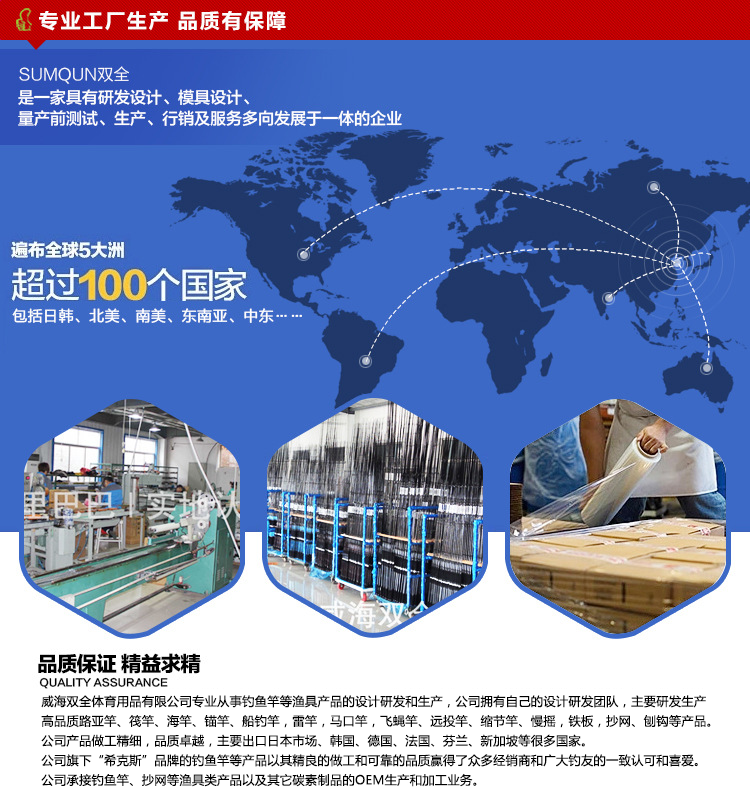 专业工厂生产 品质有保障
SUMQUN双全
是一家具有研发设计、模具设计、
量产前测试、生产、行销及服务多向发展于一体的企业
遍布全球5大洲
超过100个国家
包括日韩、北美、南美、东南亚、中东……
里巴巴 | 实地认
威海双全
品质保证 精益求精
QUALITY ASSURANCE
威海双全体育用品有限公司专业从事钓鱼竿等渔具产品的设计研发和生产，公司拥有自己的设计研发团队，主要研发生产
高品质路亚竿、筏竿、海竿、锚竿、船钓竿，雷竿，马口竿，飞蝇竿、远投竿、缩节竿、慢摇，铁板，抄网、刨钩等产品。
公司产品做工精细，品质卓越，主要出口日本市场、韩国、德国、法国、芬兰、新加坡等很多国家。
公司旗下“希克斯”品牌的钓鱼竿等产品以其精良的做工和可靠的品质赢得了众多经销商和广大钓友的一致认可和喜爱。
公司承接钓鱼竿、抄网等渔具类产品以及其它碳素制品的OEM生产和加工业务。